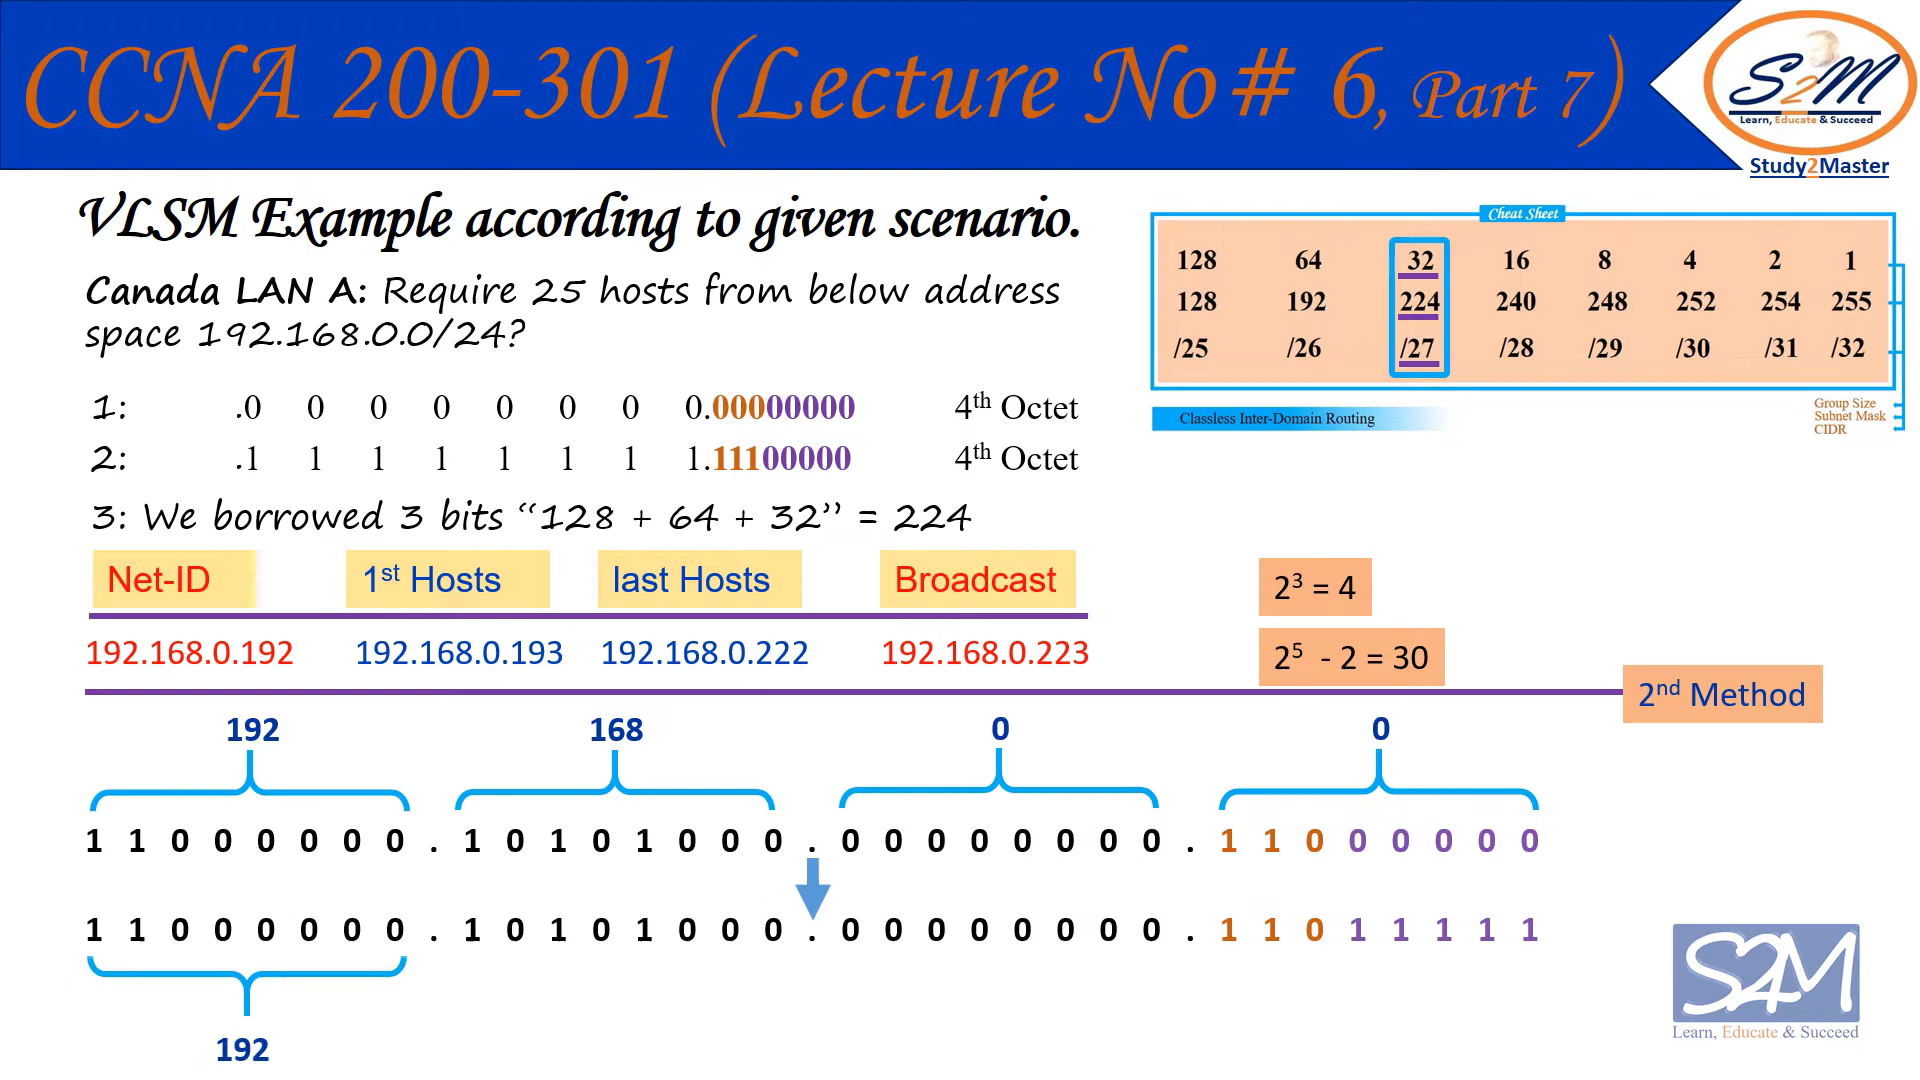 CCNA 200-301 (Lecture No# 6, Part 7)
S2M
Learn, Educate & Succeed
Study2Master
VLSM Example according to given scenario.
Canada LAN A: Require 25 hosts from below address
space 192.168.0.0/24?
Cheat Sheet
128 64 32 16 8 4 2 1
128 192 224 240 248 252 254 255
/25 /26 /27 /28 /29 /30 /31 /32
Group Size
Subnet Mask
CIDR
Classless Inter-Domain Routing
1: .0 0 0 0 0 0 0 0.00000000 4th Octet
2: .1 1 1 1 1 1 1 1.11100000 4th Octet
3: We borrowed 3 bits “128 + 64 + 32” = 224
Net-ID 1st Hosts last Hosts Broadcast
192.168.0.192 192.168.0.193 192.168.0.222 192.168.0.223
2³ = 4
2⁵ - 2 = 30
2nd Method
192 168 0 0
1 1 0 0 0 0 0 0 . 1 0 1 0 1 0 0 0 . 0 0 0 0 0 0 0 0 . 1 1 0 0 0 0 0 0
1 1 0 0 0 0 0 0 . 1 0 1 0 1 0 0 0 . 0 0 0 0 0 0 0 0 . 1 1 0 1 1 1 1 1
192
S2M
Learn, Educate & Succeed